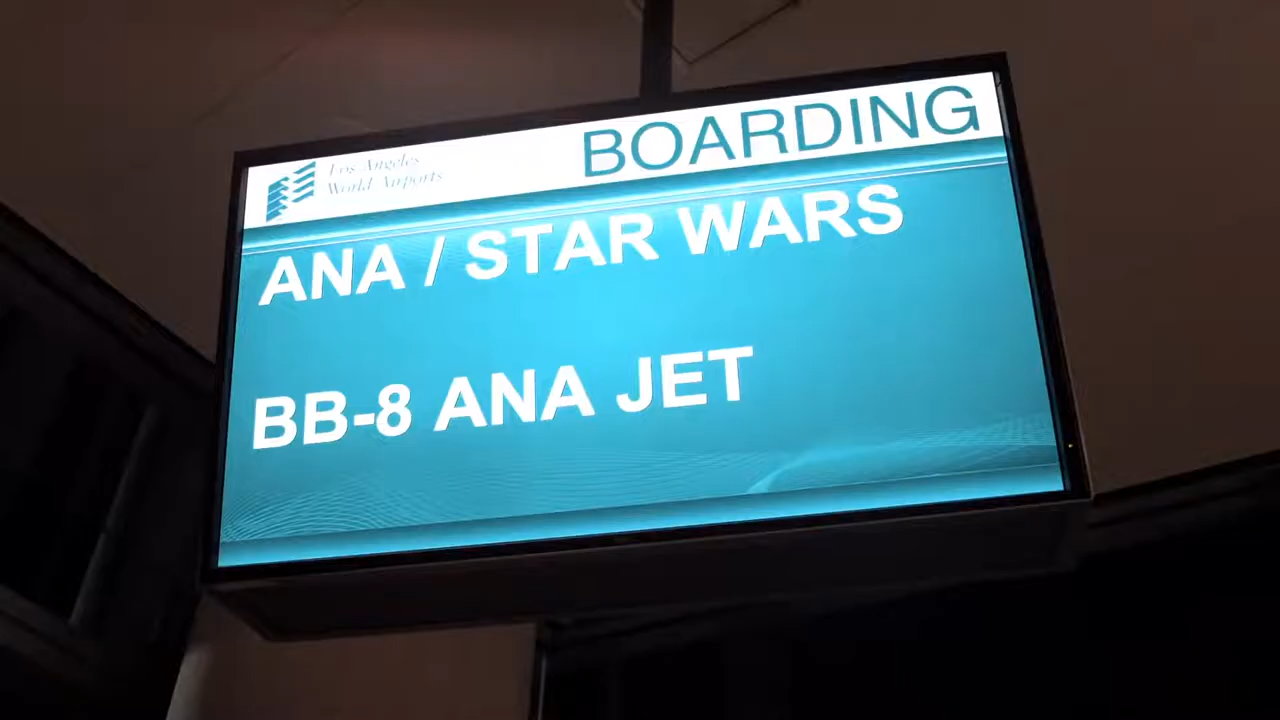 Los Angeles
World Airports
BOARDING
ANA / STAR WARS
BB-8 ANA JET